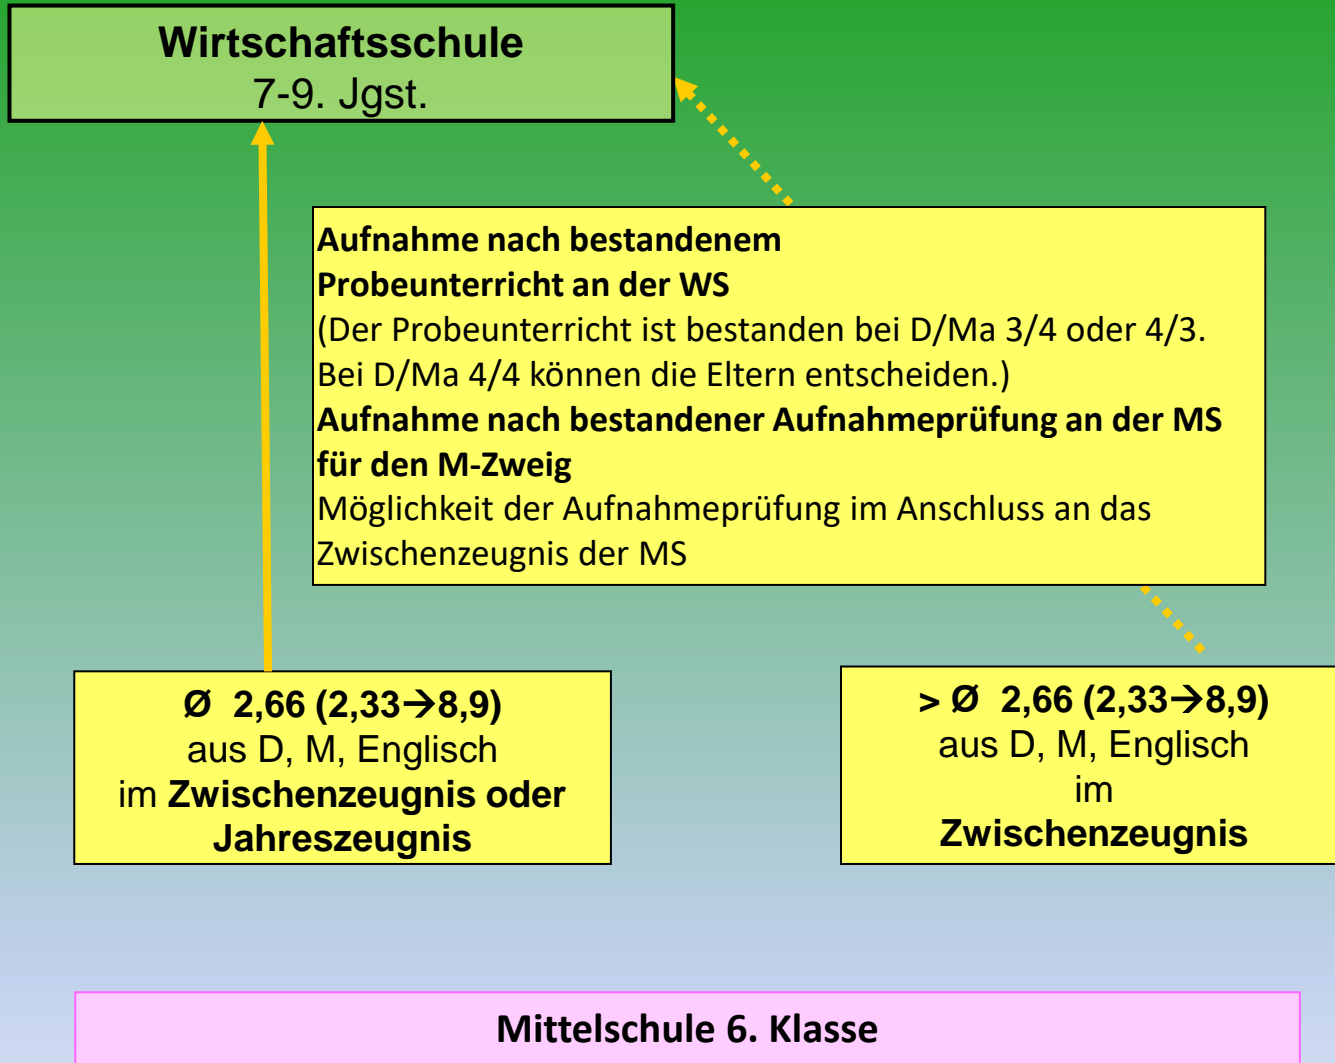 Wirtschaftsschule
7-9. Jgst.
Aufnahme nach bestandenem
Probeunterricht an der WS
(Der Probeunterricht ist bestanden bei D/Ma 3/4 oder 4/3.
Bei D/Ma 4/4 können die Eltern entscheiden.)
Aufnahme nach bestandener Aufnahmeprüfung an der MS
für den M-Zweig
Möglichkeit der Aufnahmeprüfung im Anschluss an das
Zwischenzeugnis der MS
Ø 2,66 (2,33→8,9)
aus D, M, Englisch
im Zwischenzeugnis oder
Jahreszeugnis
> Ø 2,66 (2,33→8,9)
aus D, M, Englisch
im
Zwischenzeugnis
Mittelschule 6. Klasse